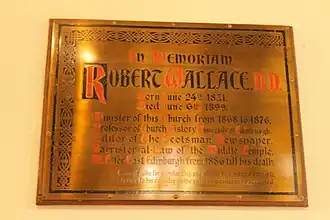 In Memoriam
Robert Wallace, D.D.
Born June 24th 1831.
Died June 6th 1899.
Minister of this Church from 1868 to 1876.
Professor of Church History University of Edinburgh.
Editor of The Scotsman Newspaper.
Barrister-at-Law of the Middle Temple.
M.P. for East Edinburgh from 1886 till his death